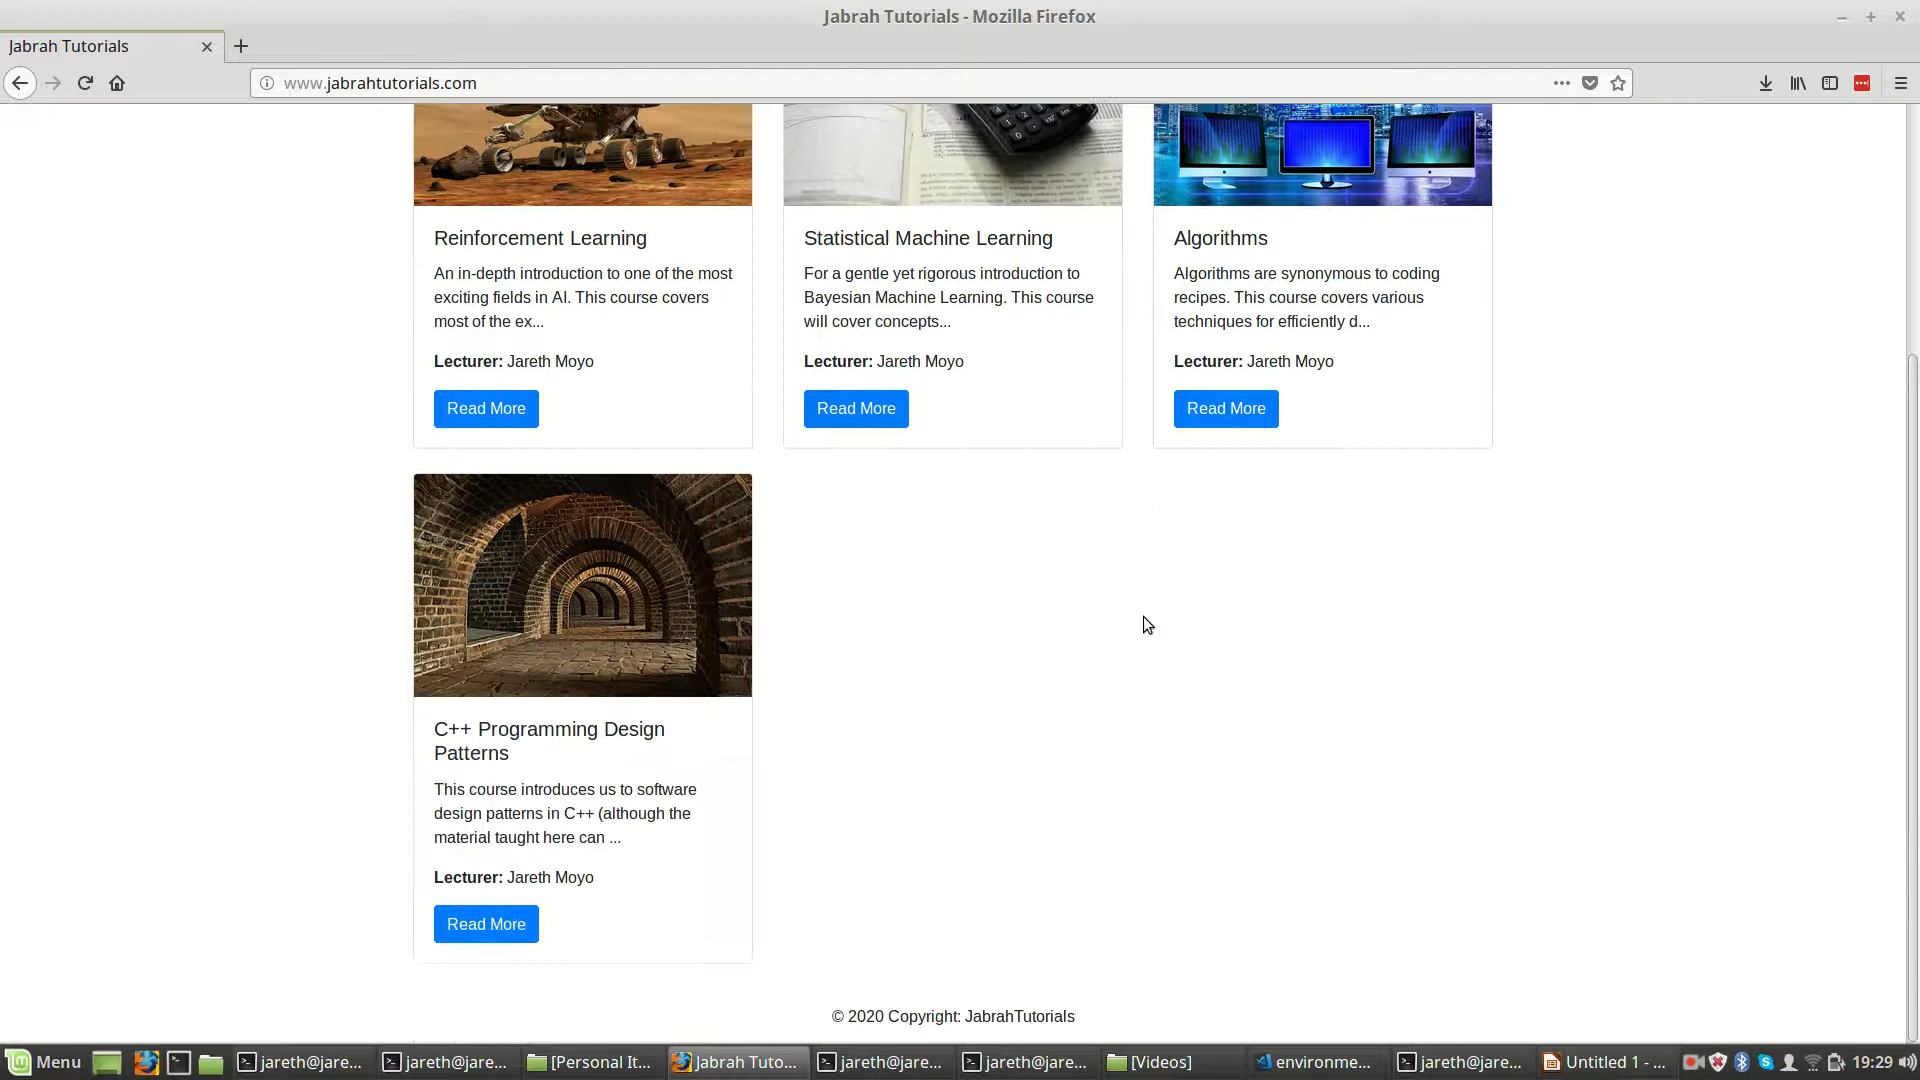 Jabrah Tutorials - Mozilla Firefox
Jabrah Tutorials
www.jabrahtutorials.com
Reinforcement Learning
An in-depth introduction to one of the most
exciting fields in AI. This course covers
most of the ex...
Lecturer: Jareth Moyo
Read More
Statistical Machine Learning
For a gentle yet rigorous introduction to
Bayesian Machine Learning. This course
will cover concepts...
Lecturer: Jareth Moyo
Read More
Algorithms
Algorithms are synonymous to coding
recipes. This course covers various
techniques for efficiently d...
Lecturer: Jareth Moyo
Read More
C++ Programming Design
Patterns
This course introduces us to software
design patterns in C++ (although the
material taught here can ...
Lecturer: Jareth Moyo
Read More
© 2020 Copyright: JabrahTutorials
Menu jareth@jare... jareth@jare... [Personal It... Jabrah Tuto... jareth@jare... jareth@jare... [Videos] environme... jareth@jare... Untitled 1 - ... 19:29